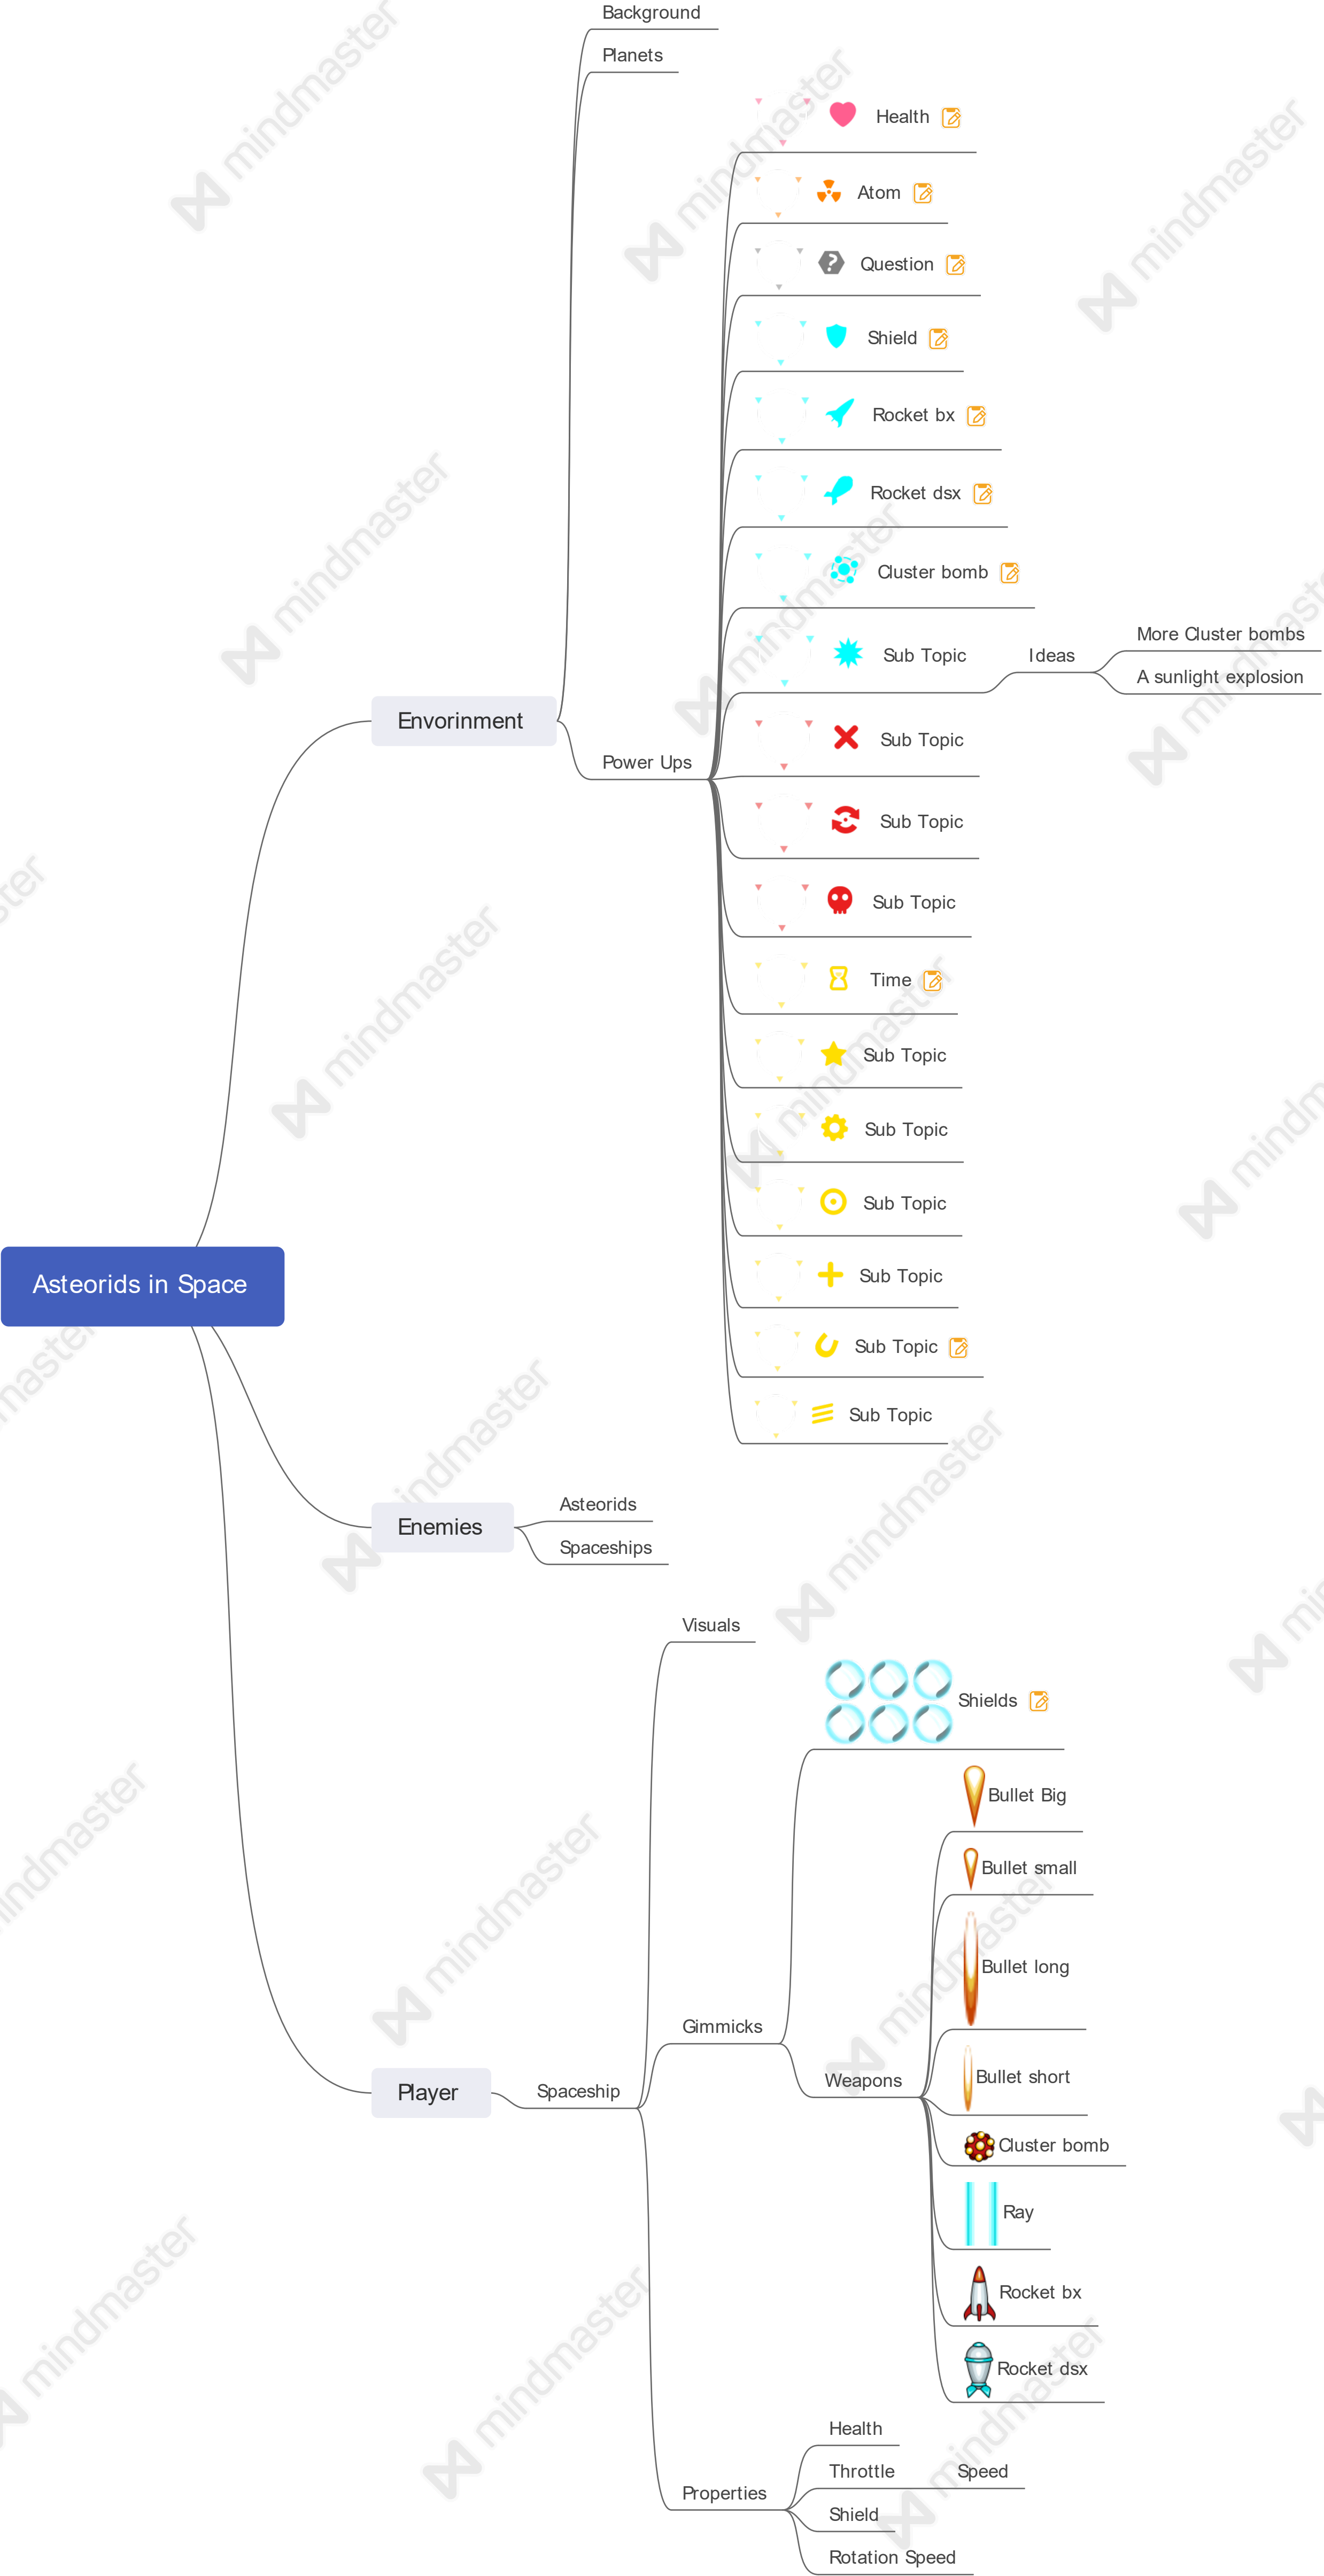 Background
Planets
Health
Atom
Question
Shield
Rocket bx
Rocket dsx
Cluster bomb
Sub Topic
Ideas
More Cluster bombs
A sunlight explosion
Envorinment
Power Ups
Sub Topic
Sub Topic
Sub Topic
Time
Sub Topic
Sub Topic
Sub Topic
Sub Topic
Sub Topic
Sub Topic
Asteorids in Space
Enemies
Asteorids
Spaceships
Visuals
Shields
Bullet Big
Bullet small
Bullet long
Bullet short
Gimmicks
Weapons
Player
Spaceship
Cluster bomb
Ray
Rocket bx
Rocket dsx
Health
Throttle
Speed
Properties
Shield
Rotation Speed
mindmaster